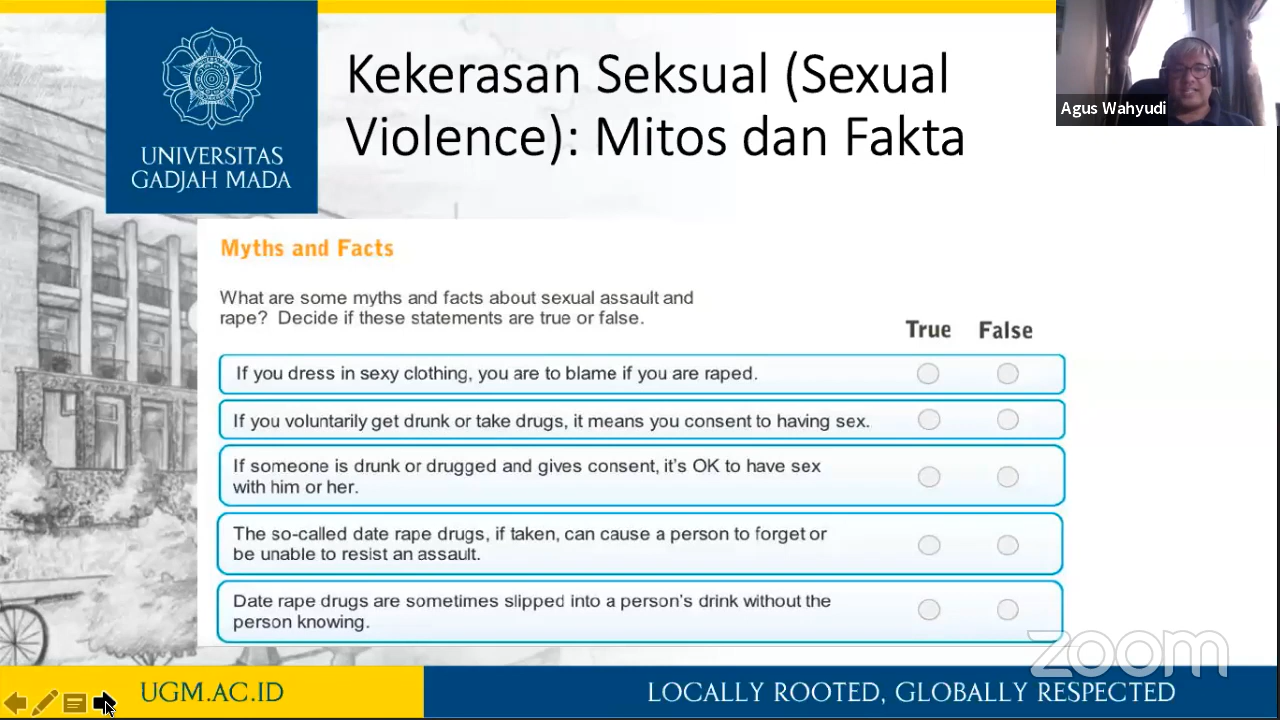 UNIVERSITAS
GADJAH MADA
Kekerasan Seksual (Sexual
Violence): Mitos dan Fakta
Agus Wahyudi
Myths and Facts
What are some myths and facts about sexual assault and
rape? Decide if these statements are true or false.
True False
If you dress in sexy clothing, you are to blame if you are raped.
If you voluntarily get drunk or take drugs, it means you consent to having sex.
If someone is drunk or drugged and gives consent, it's OK to have sex
with him or her.
The so-called date rape drugs, if taken, can cause a person to forget or
be unable to resist an assault.
Date rape drugs are sometimes slipped into a person's drink without the
person knowing.
zoom
UGM.AC.ID
LOCALLY ROOTED, GLOBALLY RESPECTED